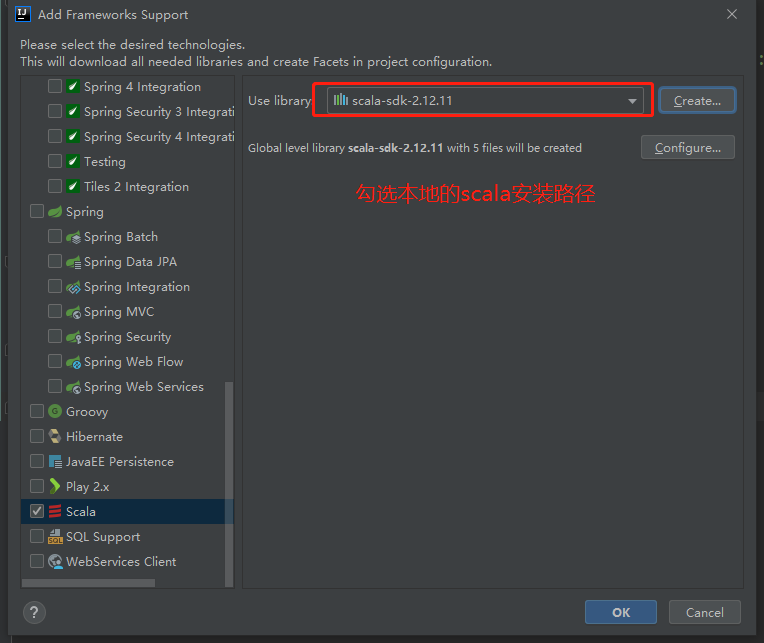 Add Frameworks Support
Please select the desired technologies.
This will download all needed libraries and create Facets in project configuration.
Spring 4 Integration
Spring Security 3 Integrati
Spring Security 4 Integrati
Testing
Tiles 2 Integration
Spring
Spring Batch
Spring Data JPA
Spring Integration
Spring MVC
Spring Security
Spring Web Flow
Spring Web Services
Groovy
Hibernate
JavaEE Persistence
Play 2.x
Scala
SQL Support
WebServices Client
Use library
scala-sdk-2.12.11
Create...
Global level library scala-sdk-2.12.11 with 5 files will be created
Configure...
勾选本地的scala安装路径
?
OK
Cancel